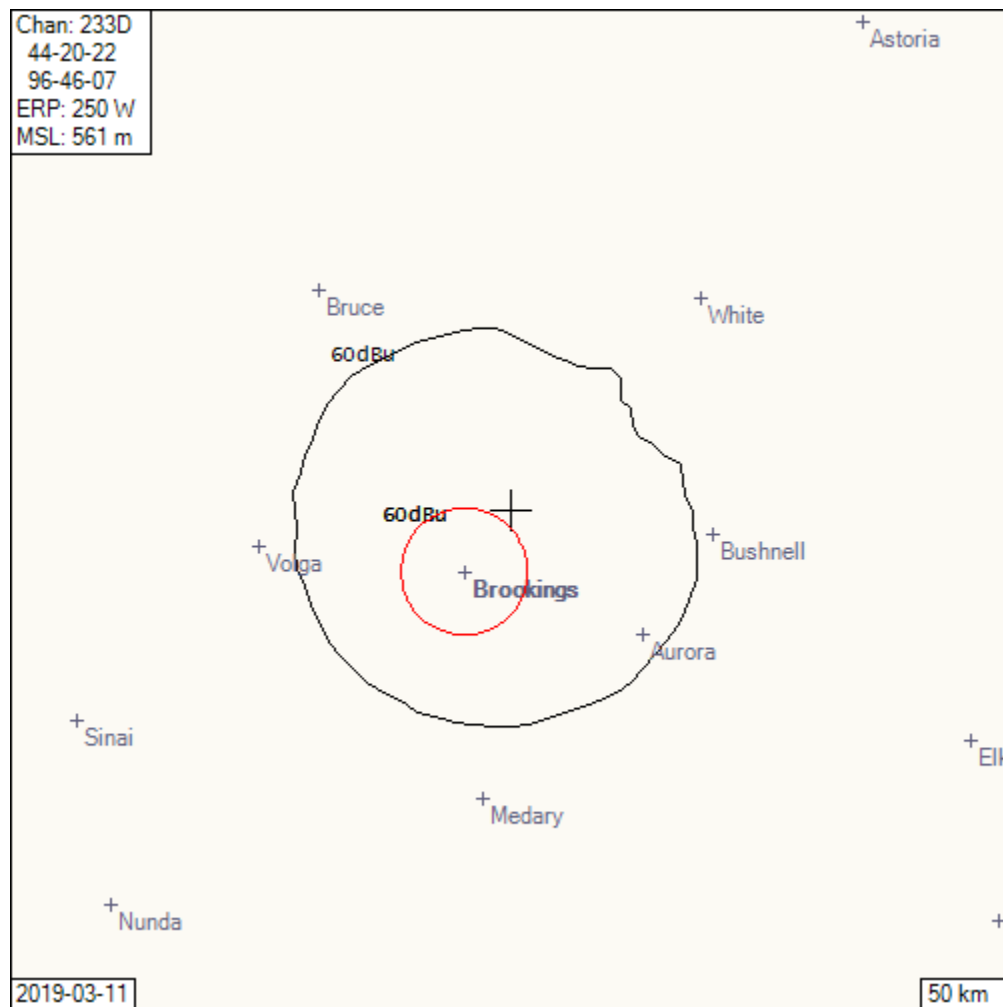 Chan: 233D
44-20-22
96-46-07
ERP: 250 W
MSL: 561 m
Astoria
Bruce
White
60dBu
60dBu
Bushnell
Volga
Brookings
Aurora
Sinai
Elk
Medary
Nunda
2019-03-11
50 km